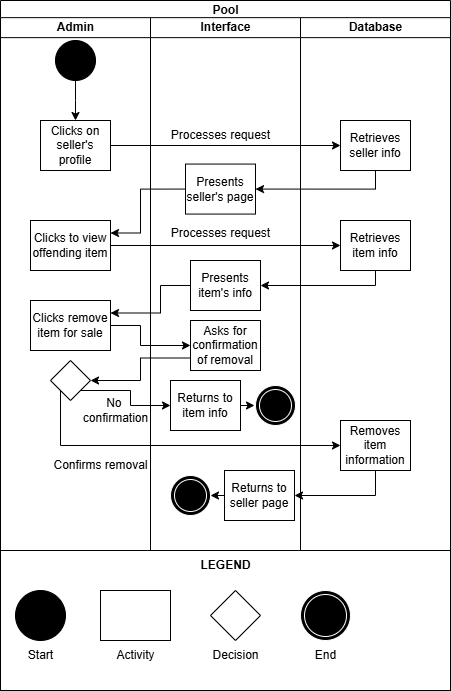 Pool
Admin
Interface
Database
Clicks on
seller's
profile
Processes request
Retrieves
seller info
Presents
seller's page
Clicks to view
offending item
Processes request
Retrieves
item info
Presents
item's info
Clicks remove
item for sale
Asks for
confirmation
of removal
No
confirmation
Returns to
item info
Removes
item
information
Confirms removal
Returns to
seller page
LEGEND
Start
Activity
Decision
End